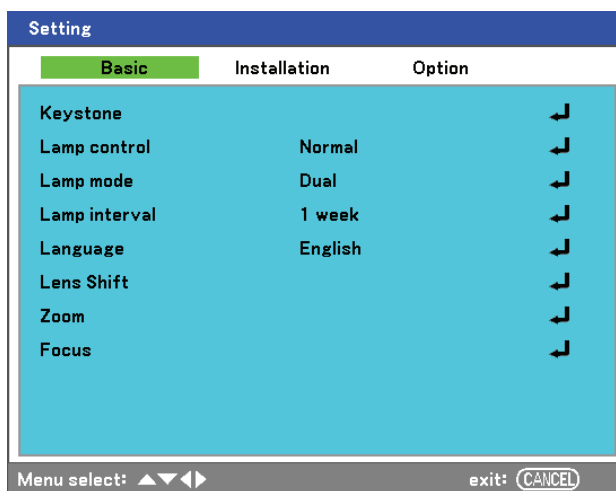 Setting
Basic Installation Option
Keystone
Lamp control Normal
Lamp mode Dual
Lamp interval 1 week
Language English
Lens Shift
Zoom
Focus
Menu select: ▲▼◀▶ exit: CANCEL